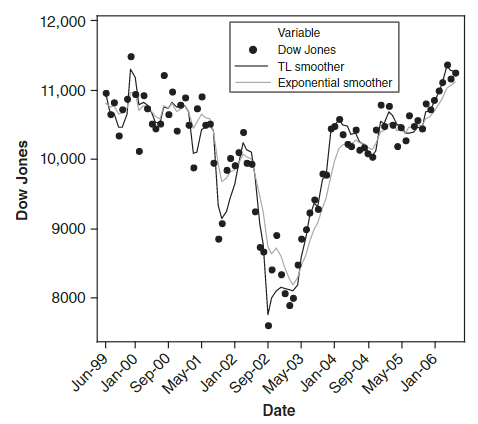 12,000
11,000
10,000
9000
8000
Dow Jones
Variable
Dow Jones
TL smoother
Exponential smoother
Jun-99
Jan-00
Sep-00
May-01
Jan-02
Sep-02
May-03
Jan-04
Sep-04
May-05
Jan-06
Date